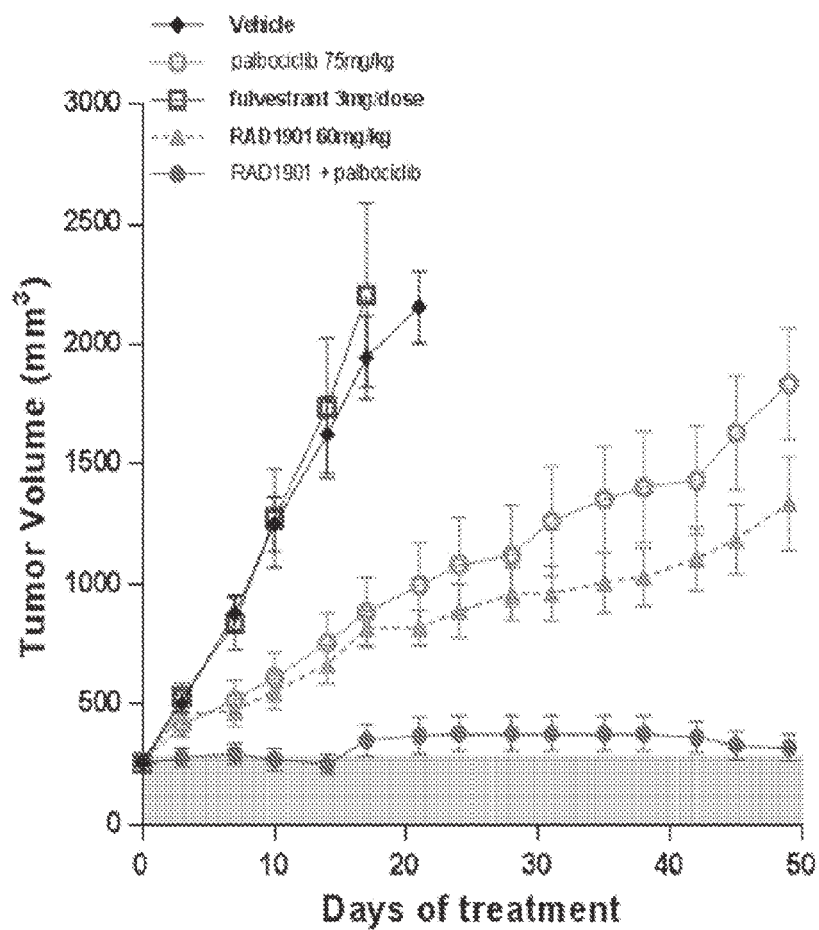 Vehicle
palbociclib 75mg/kg
fulvestrant 3mg/dose
RAD1901 60mg/kg
RAD1901 + palbociclib
3000
2500
2000
1500
1000
500
0
Tumor Volume (mm³)
0 10 20 30 40 50
Days of treatment